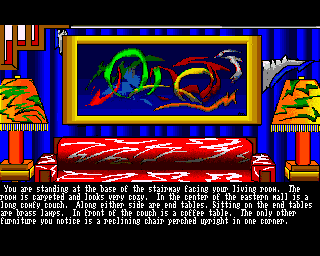 You are standing at the base of the stairway facing your living room.  The
room is carpeted and looks very cozy.  In the center of the eastern wall is a
long comfy couch.  Along either side are end tables. Sitting on the end tables
are brass lamps.  In front of the couch is a coffee table.  The only other
furniture you notice is a reclining chair perched upright in one corner.